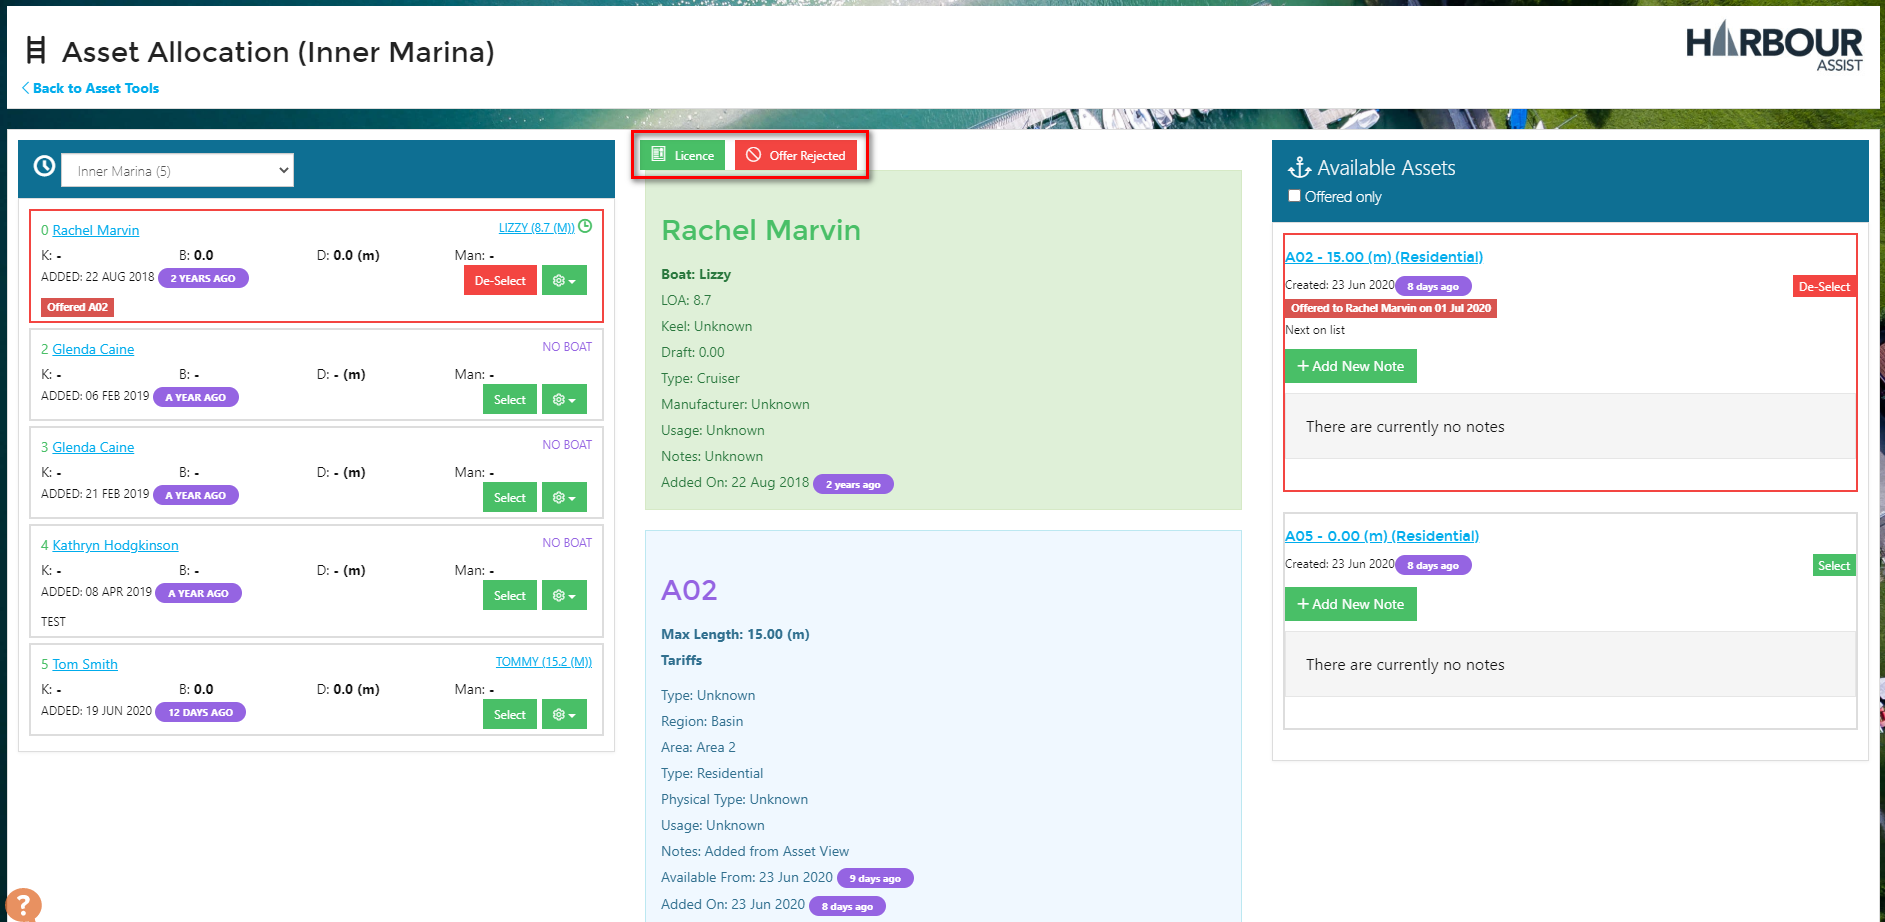 Asset Allocation (Inner Marina)
HARBOUR
ASSIST
Back to Asset Tools
Inner Marina (5)
0 Rachel Marvin LIZZY (8.7 (M))
K: - B: 0.0 D: 0.0 (m) Man: -
ADDED: 22 AUG 2018 2 YEARS AGO
De-Select
Offered A02
2 Glenda Caine NO BOAT
K: - B: - D: - (m) Man: -
ADDED: 06 FEB 2019 A YEAR AGO
Select
3 Glenda Caine NO BOAT
K: - B: - D: - (m) Man: -
ADDED: 21 FEB 2019 A YEAR AGO
Select
4 Kathryn Hodgkinson NO BOAT
K: - B: - D: - (m) Man: -
ADDED: 08 APR 2019 A YEAR AGO
Select
TEST
5 Tom Smith TOMMY (15.2 (M))
K: - B: 0.0 D: 0.0 (m) Man: -
ADDED: 19 JUN 2020 12 DAYS AGO
Select
Licence Offer Rejected
Rachel Marvin
Boat: Lizzy
LOA: 8.7
Keel: Unknown
Draft: 0.00
Type: Cruiser
Manufacturer: Unknown
Usage: Unknown
Notes: Unknown
Added On: 22 Aug 2018 2 years ago
A02
Max Length: 15.00 (m)
Tariffs
Type: Unknown
Region: Basin
Area: Area 2
Type: Residential
Physical Type: Unknown
Usage: Unknown
Notes: Added from Asset View
Available From: 23 Jun 2020 9 days ago
Added On: 23 Jun 2020 8 days ago
Available Assets
Offered only
A02 - 15.00 (m) (Residential)
Created: 23 Jun 2020 8 days ago
De-Select
Offered to Rachel Marvin on 01 Jul 2020
Next on list
+ Add New Note
There are currently no notes
A05 - 0.00 (m) (Residential)
Created: 23 Jun 2020 8 days ago
Select
+ Add New Note
There are currently no notes
?